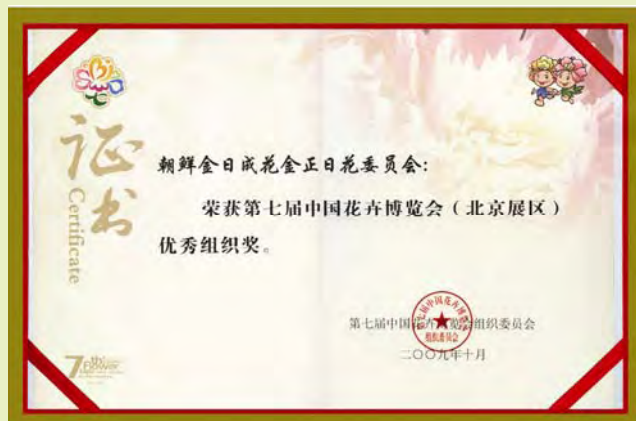 证书
Certificate
朝鲜金日成花金正日花委员会:
荣获第七届中国花卉博览会（北京展区）
优秀组织奖。
第七届中国花卉博览会组织委员会
二〇〇九年十月
7th
Flower